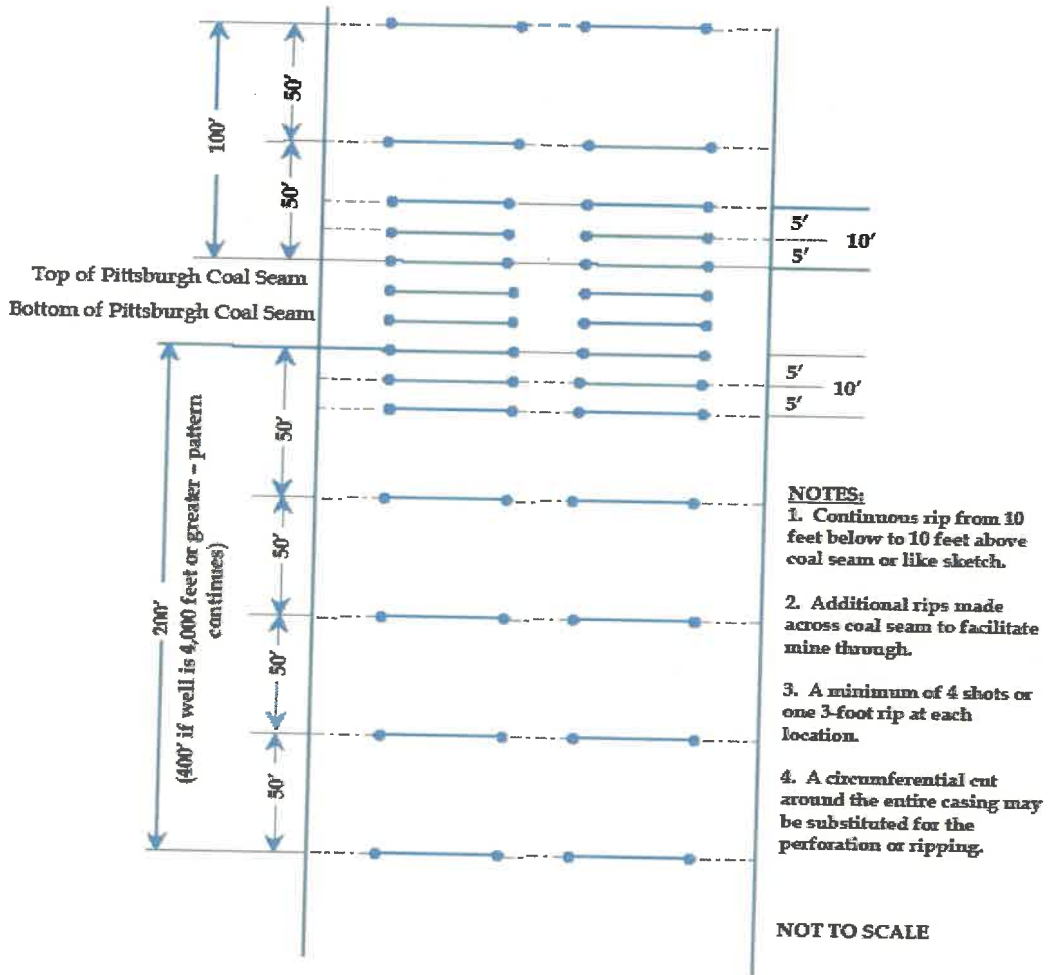 100'
50'
50'
5'
10'
5'
Top of Pittsburgh Coal Seam
Bottom of Pittsburgh Coal Seam
5'
10'
5'
200'
(400' if well is 4,000 feet or greater – pattern
continues)
50'
50'
50'
50'
NOTES:
1. Continuous rip from 10
feet below to 10 feet above
coal seam or like sketch.
2. Additional rips made
across coal seam to facilitate
mine through.
3. A minimum of 4 shots or
one 3-foot rip at each
location.
4. A circumferential cut
around the entire casing may
be substituted for the
perforation or ripping.
NOT TO SCALE